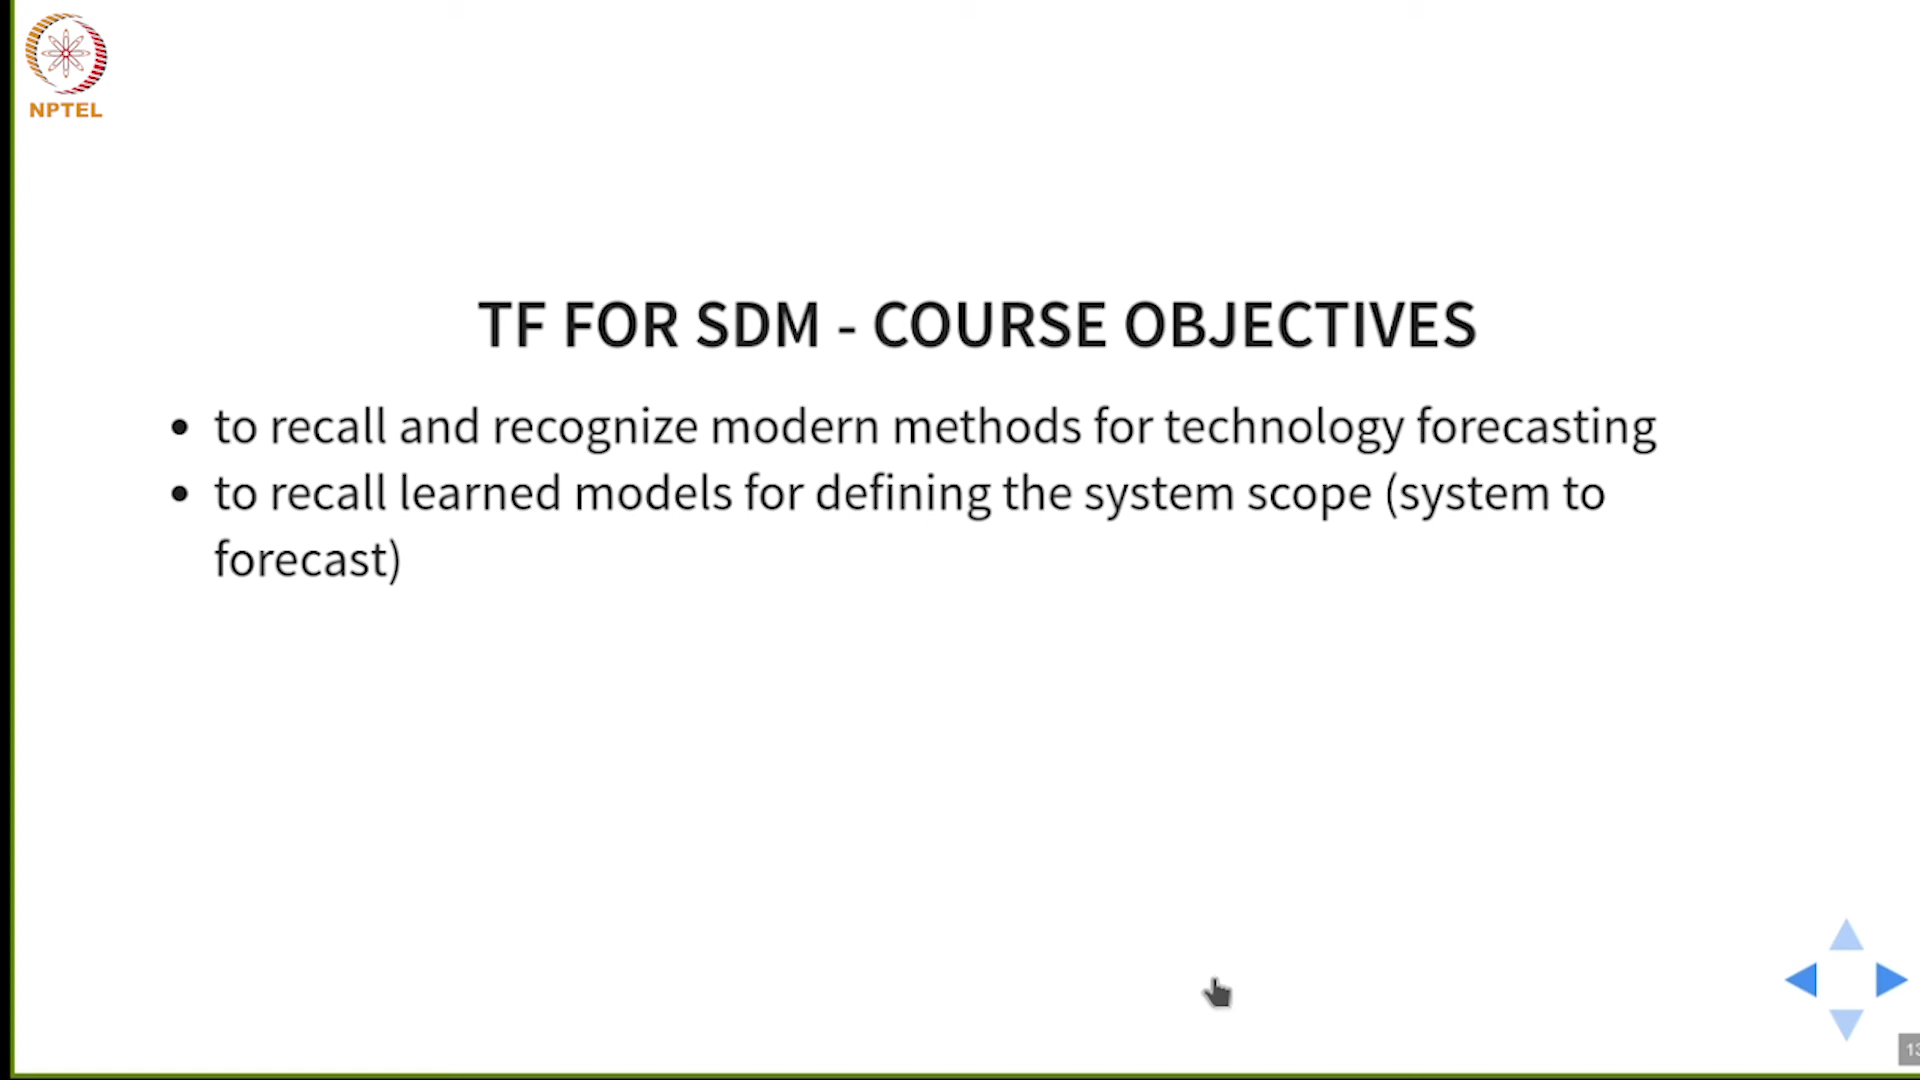 NPTEL
TF FOR SDM - COURSE OBJECTIVES
• to recall and recognize modern methods for technology forecasting
• to recall learned models for defining the system scope (system to
forecast)